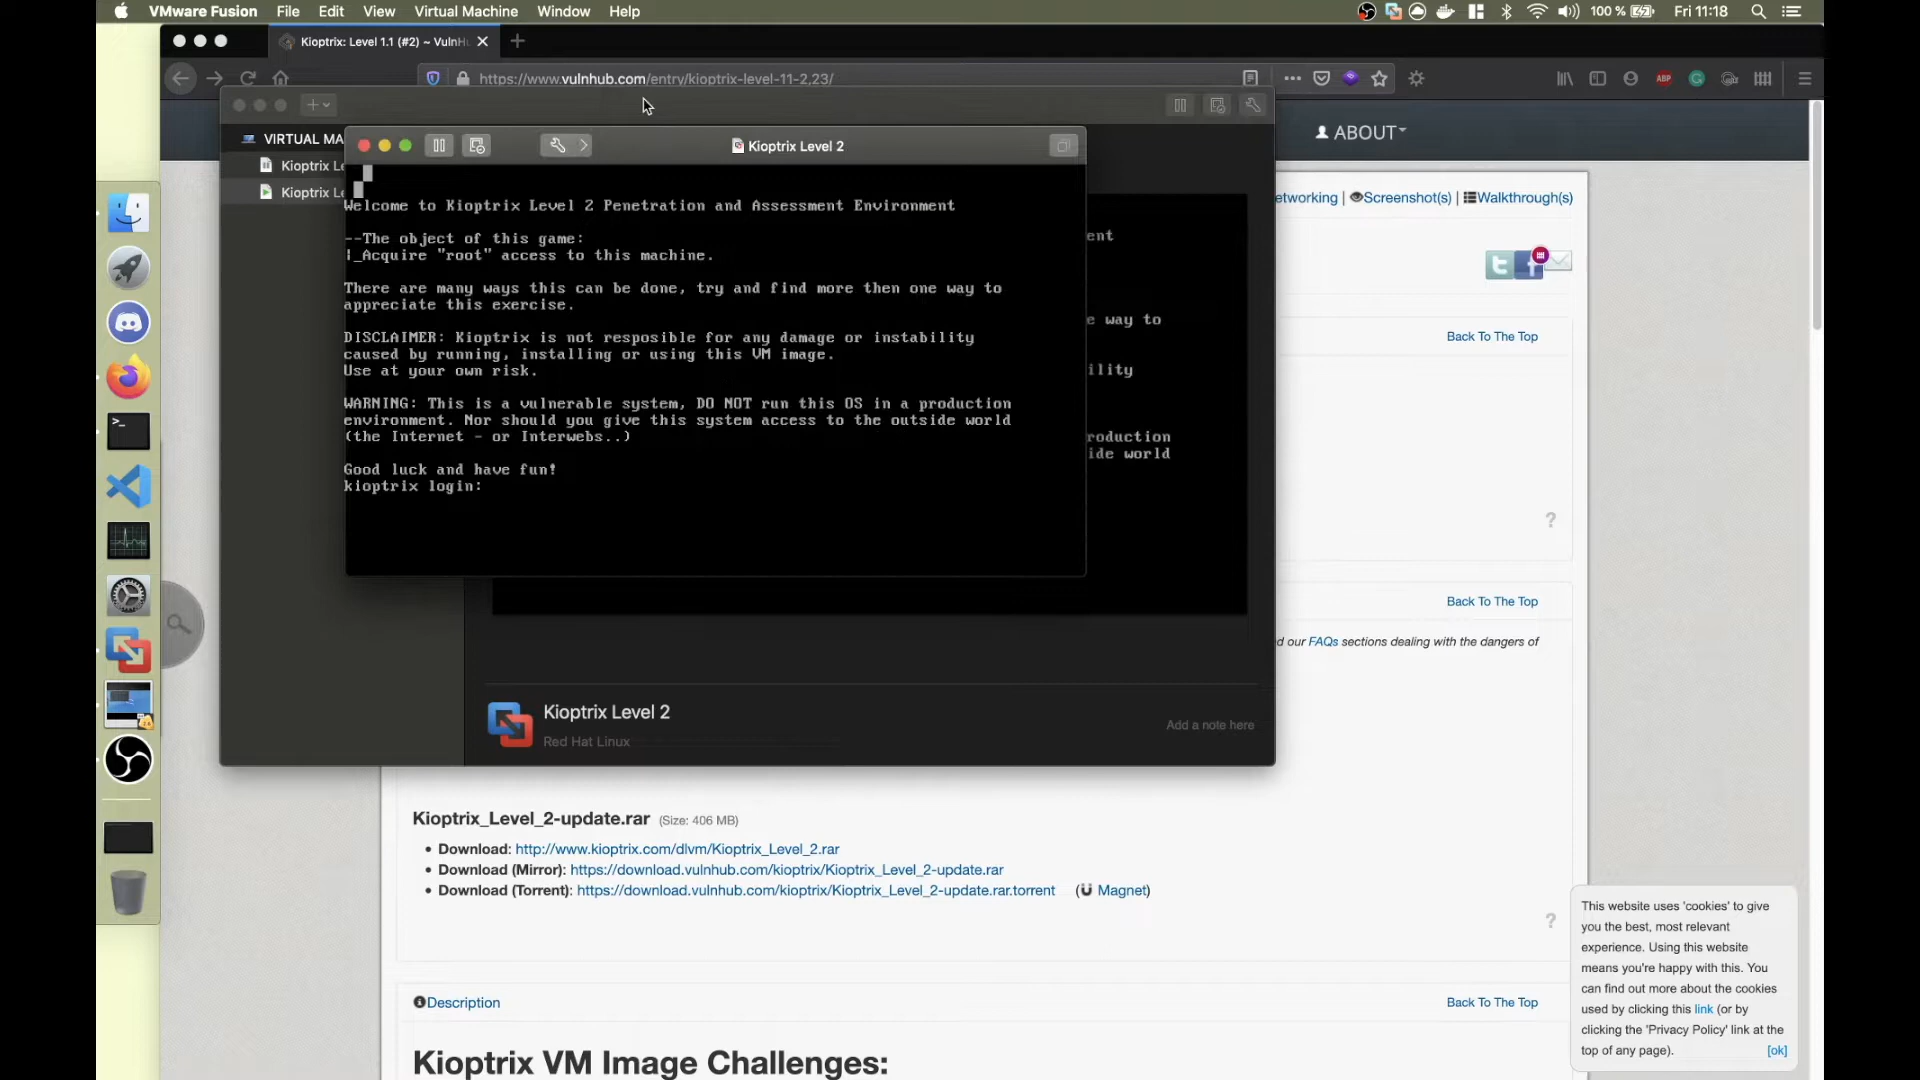 VMware Fusion File Edit View Virtual Machine Window Help
100 % Fri 11:18
Kioptrix: Level 1.1 (#2) ~ VulnH
https://www.vulnhub.com/entry/kioptrix-level-11-2,23/
ABP
VIRTUAL MA
Kioptrix Le
Kioptrix Le
Kioptrix Level 2
Welcome to Kioptrix Level 2 Penetration and Assessment Environment
--The object of this game:
|_Acquire "root" access to this machine.
There are many ways this can be done, try and find more then one way to
appreciate this exercise.
DISCLAIMER: Kioptrix is not resposible for any damage or instability
caused by running, installing or using this VM image.
Use at your own risk.
WARNING: This is a vulnerable system, DO NOT run this OS in a production
environment. Nor should you give this system access to the outside world
(the Internet - or Interwebs..)
Good luck and have fun!
kioptrix login:
ent
e way to
ility
roduction
ide world
Kioptrix Level 2
Red Hat Linux
Add a note here
ABOUT
etworking | Screenshot(s) | Walkthrough(s)
Back To The Top
?
Back To The Top
d our FAQs sections dealing with the dangers of
Kioptrix_Level_2-update.rar (Size: 406 MB)
• Download: http://www.kioptrix.com/dlvm/Kioptrix_Level_2.rar
• Download (Mirror): https://download.vulnhub.com/kioptrix/Kioptrix_Level_2-update.rar
• Download (Torrent): https://download.vulnhub.com/kioptrix/Kioptrix_Level_2-update.rar.torrent ( Magnet)
?
Description
Back To The Top
Kioptrix VM Image Challenges:
This website uses 'cookies' to give
you the best, most relevant
experience. Using this website
means you're happy with this. You
can find out more about the cookies
used by clicking this link (or by
clicking the 'Privacy Policy' link at the
top of any page). [ok]